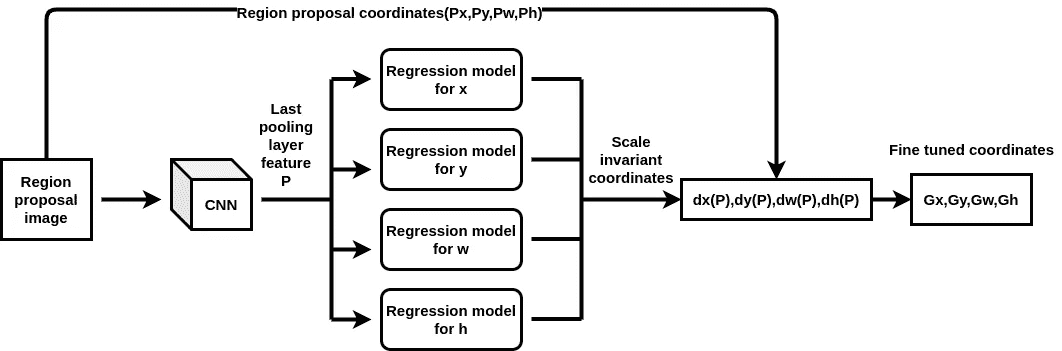 Region proposal coordinates(Px,Py,Pw,Ph)
Region
proposal
image
CNN
Last
pooling
layer
feature
P
Regression model
for x
Regression model
for y
Regression model
for w
Regression model
for h
Scale
invariant
coordinates
dx(P),dy(P),dw(P),dh(P)
Fine tuned coordinates
Gx,Gy,Gw,Gh